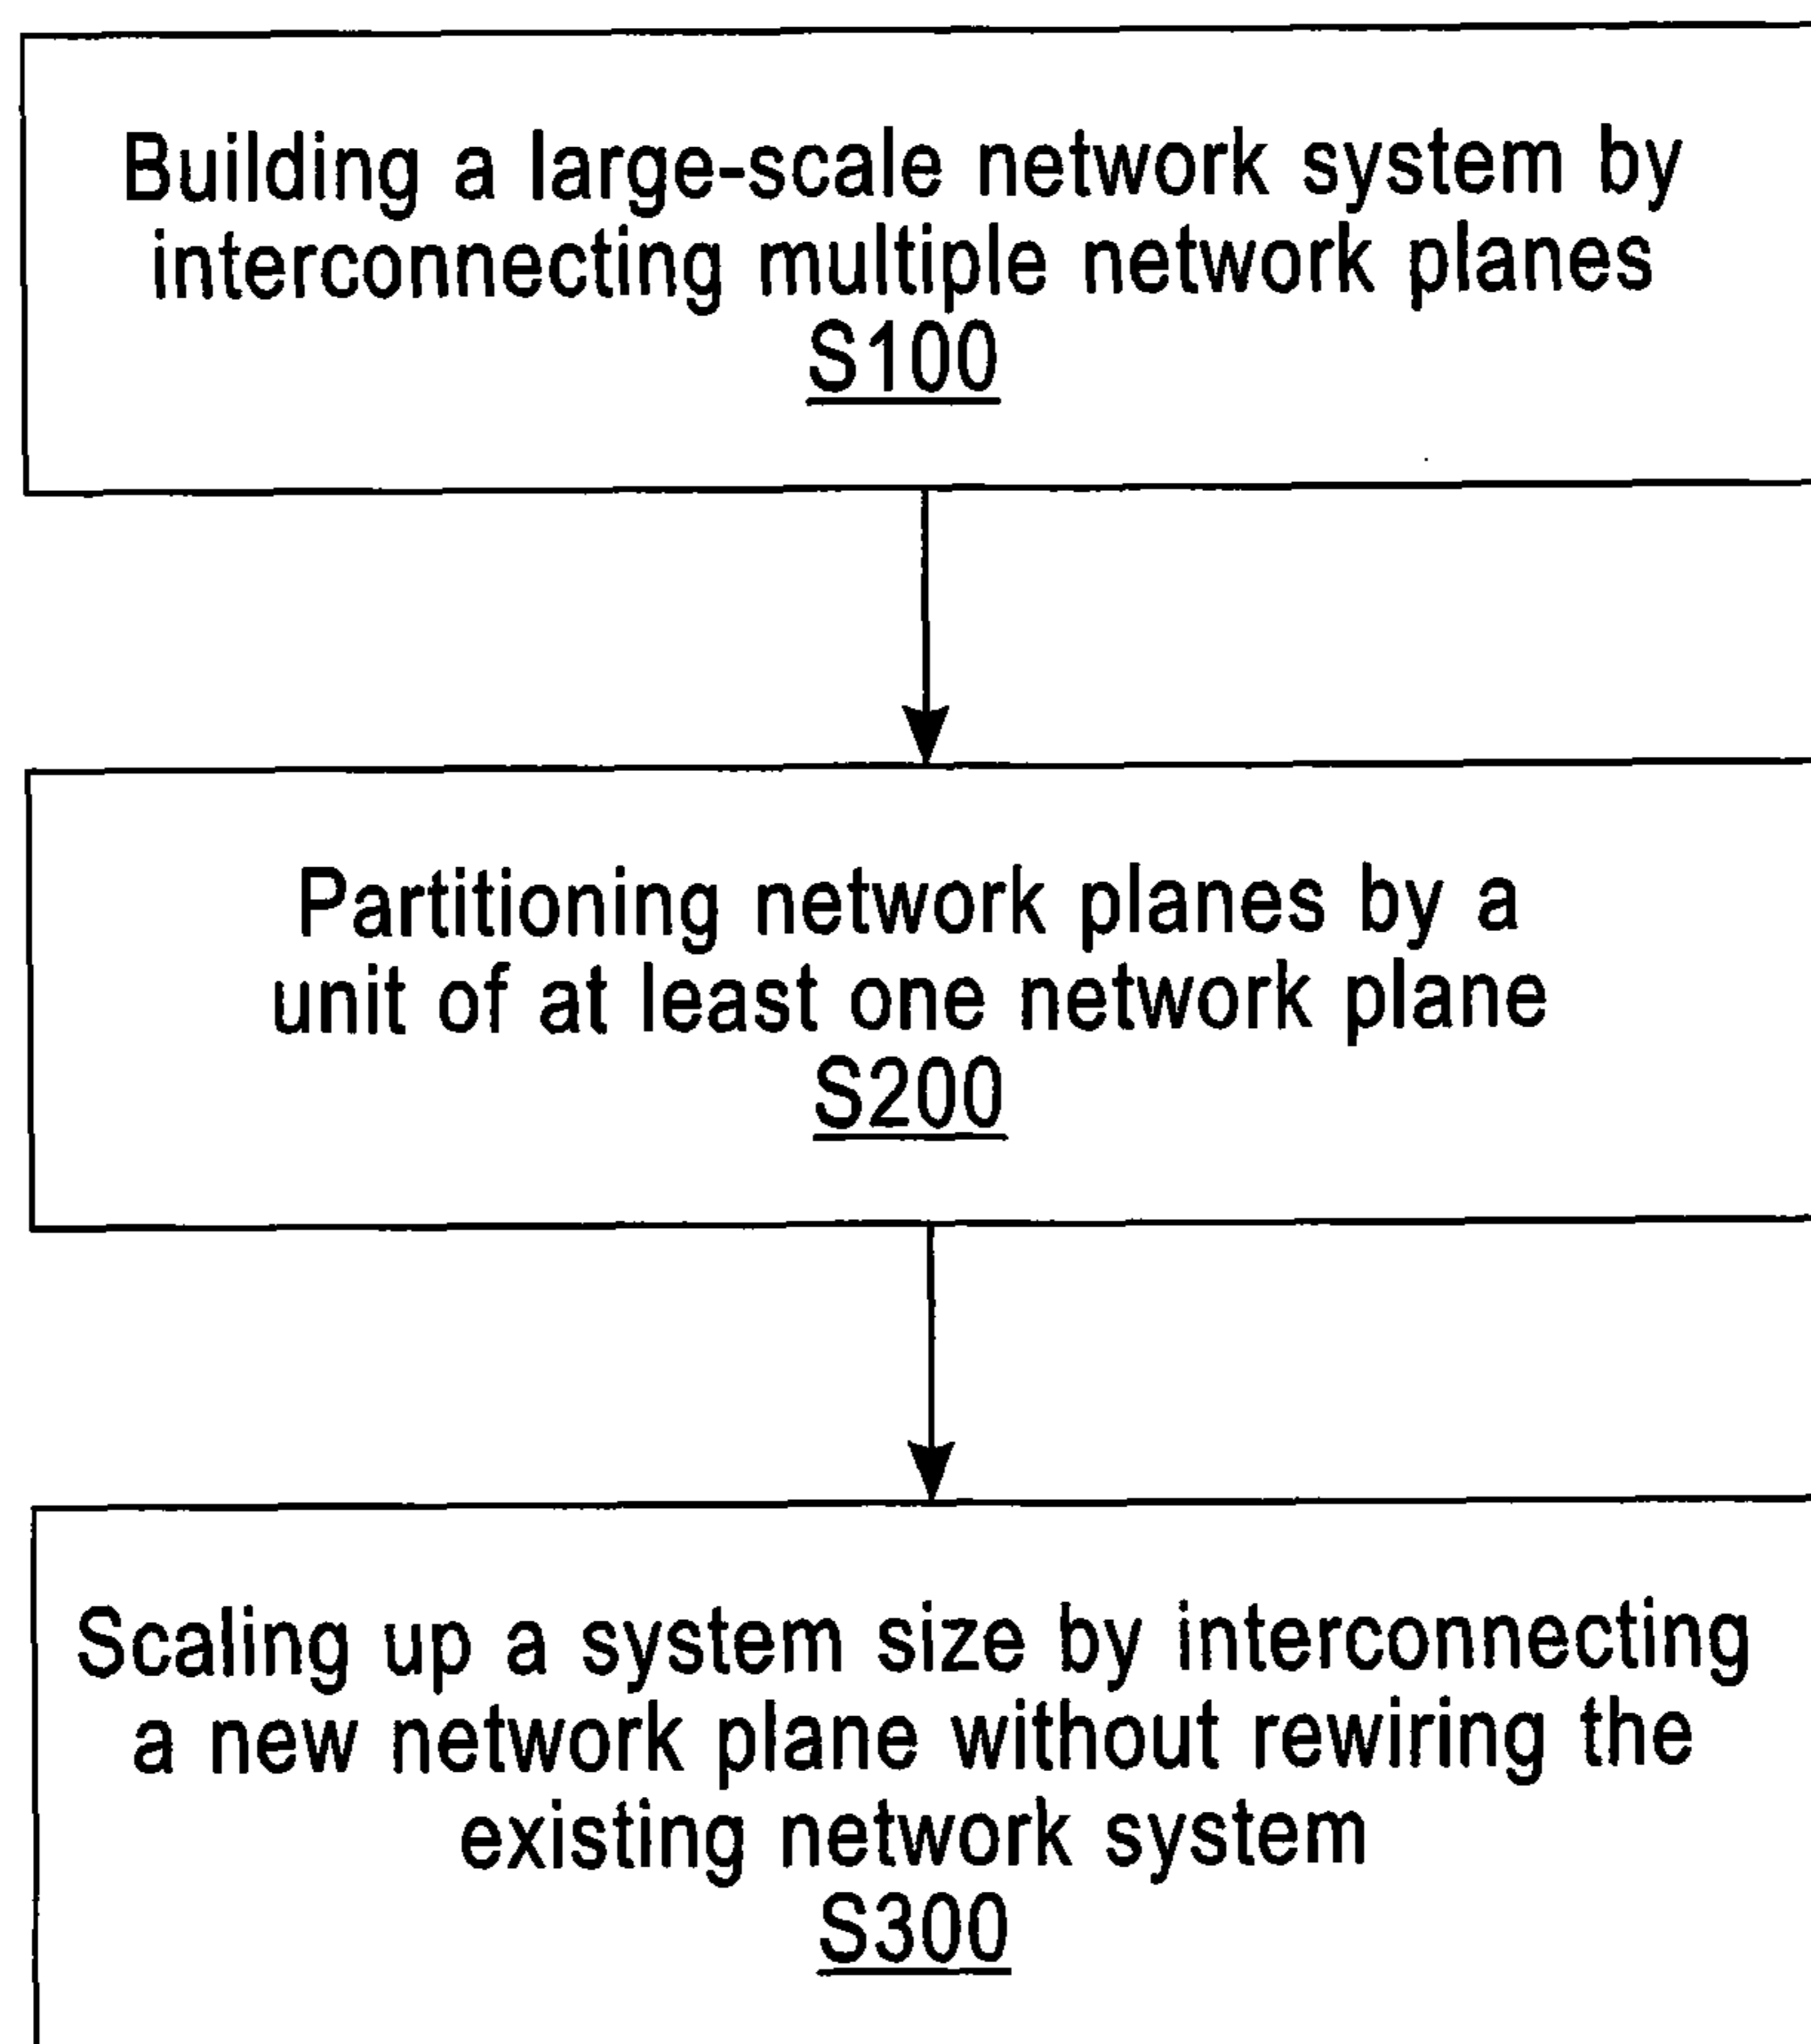 Building a large-scale network system by
interconnecting multiple network planes
S100
Partitioning network planes by a
unit of at least one network plane
S200
Scaling up a system size by interconnecting
a new network plane without rewiring the
existing network system
S300